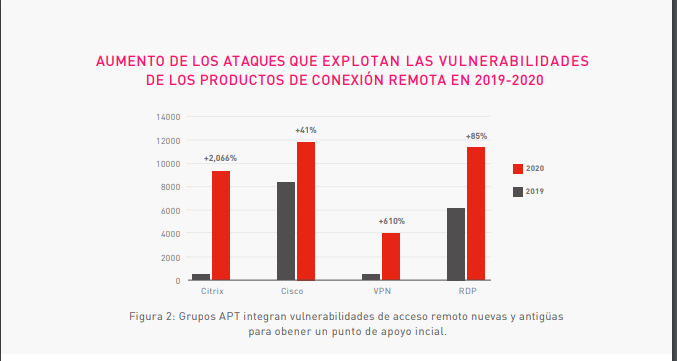 AUMENTO DE LOS ATAQUES QUE EXPLOTAN LAS VULNERABILIDADES
DE LOS PRODUCTOS DE CONEXIÓN REMOTA EN 2019-2020
14000
12000
10000
8000
6000
4000
2000
0
+2,066%
+41%
+610%
+85%
Citrix
Cisco
VPN
RDP
2020
2019
Figura 2: Grupos APT integran vulnerabilidades de acceso remoto nuevas y antigüas
para obener un punto de apoyo incial.